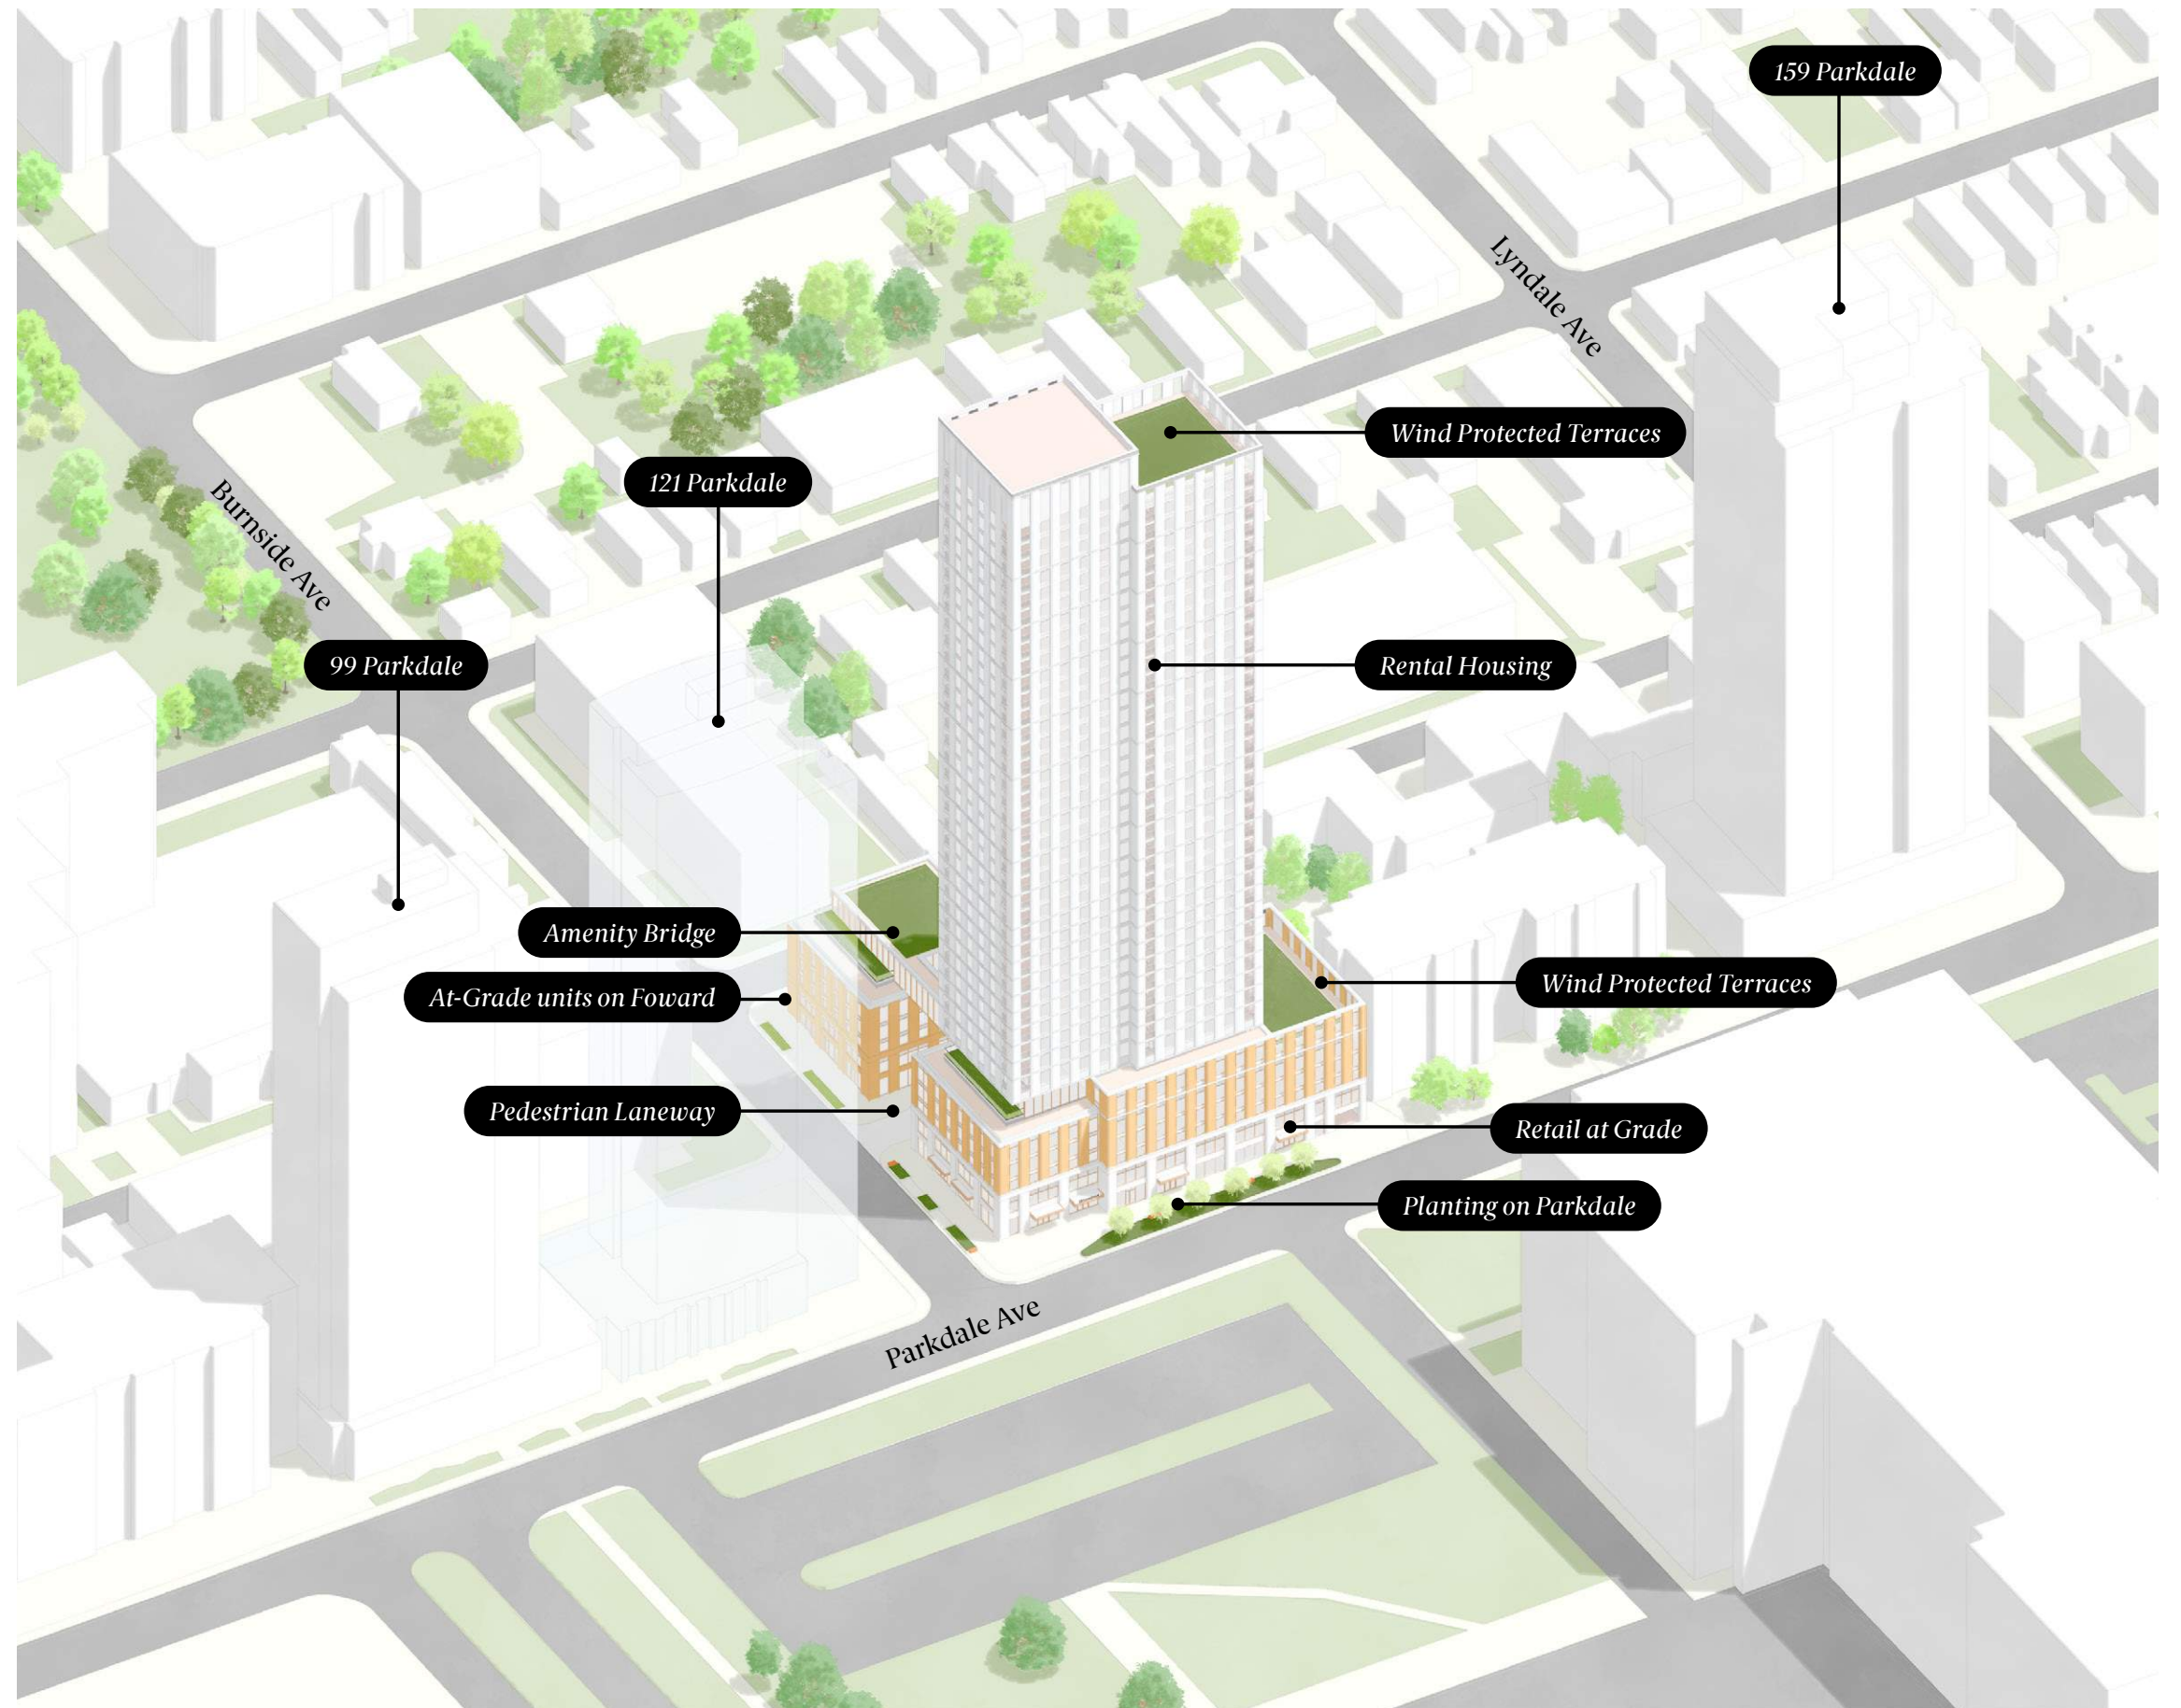 159 Parkdale
Lyndale Ave
Wind Protected Terraces
121 Parkdale
Burnside Ave
99 Parkdale
Rental Housing
Amenity Bridge
Wind Protected Terraces
At-Grade units on Foward
Pedestrian Laneway
Retail at Grade
Planting on Parkdale
Parkdale Ave